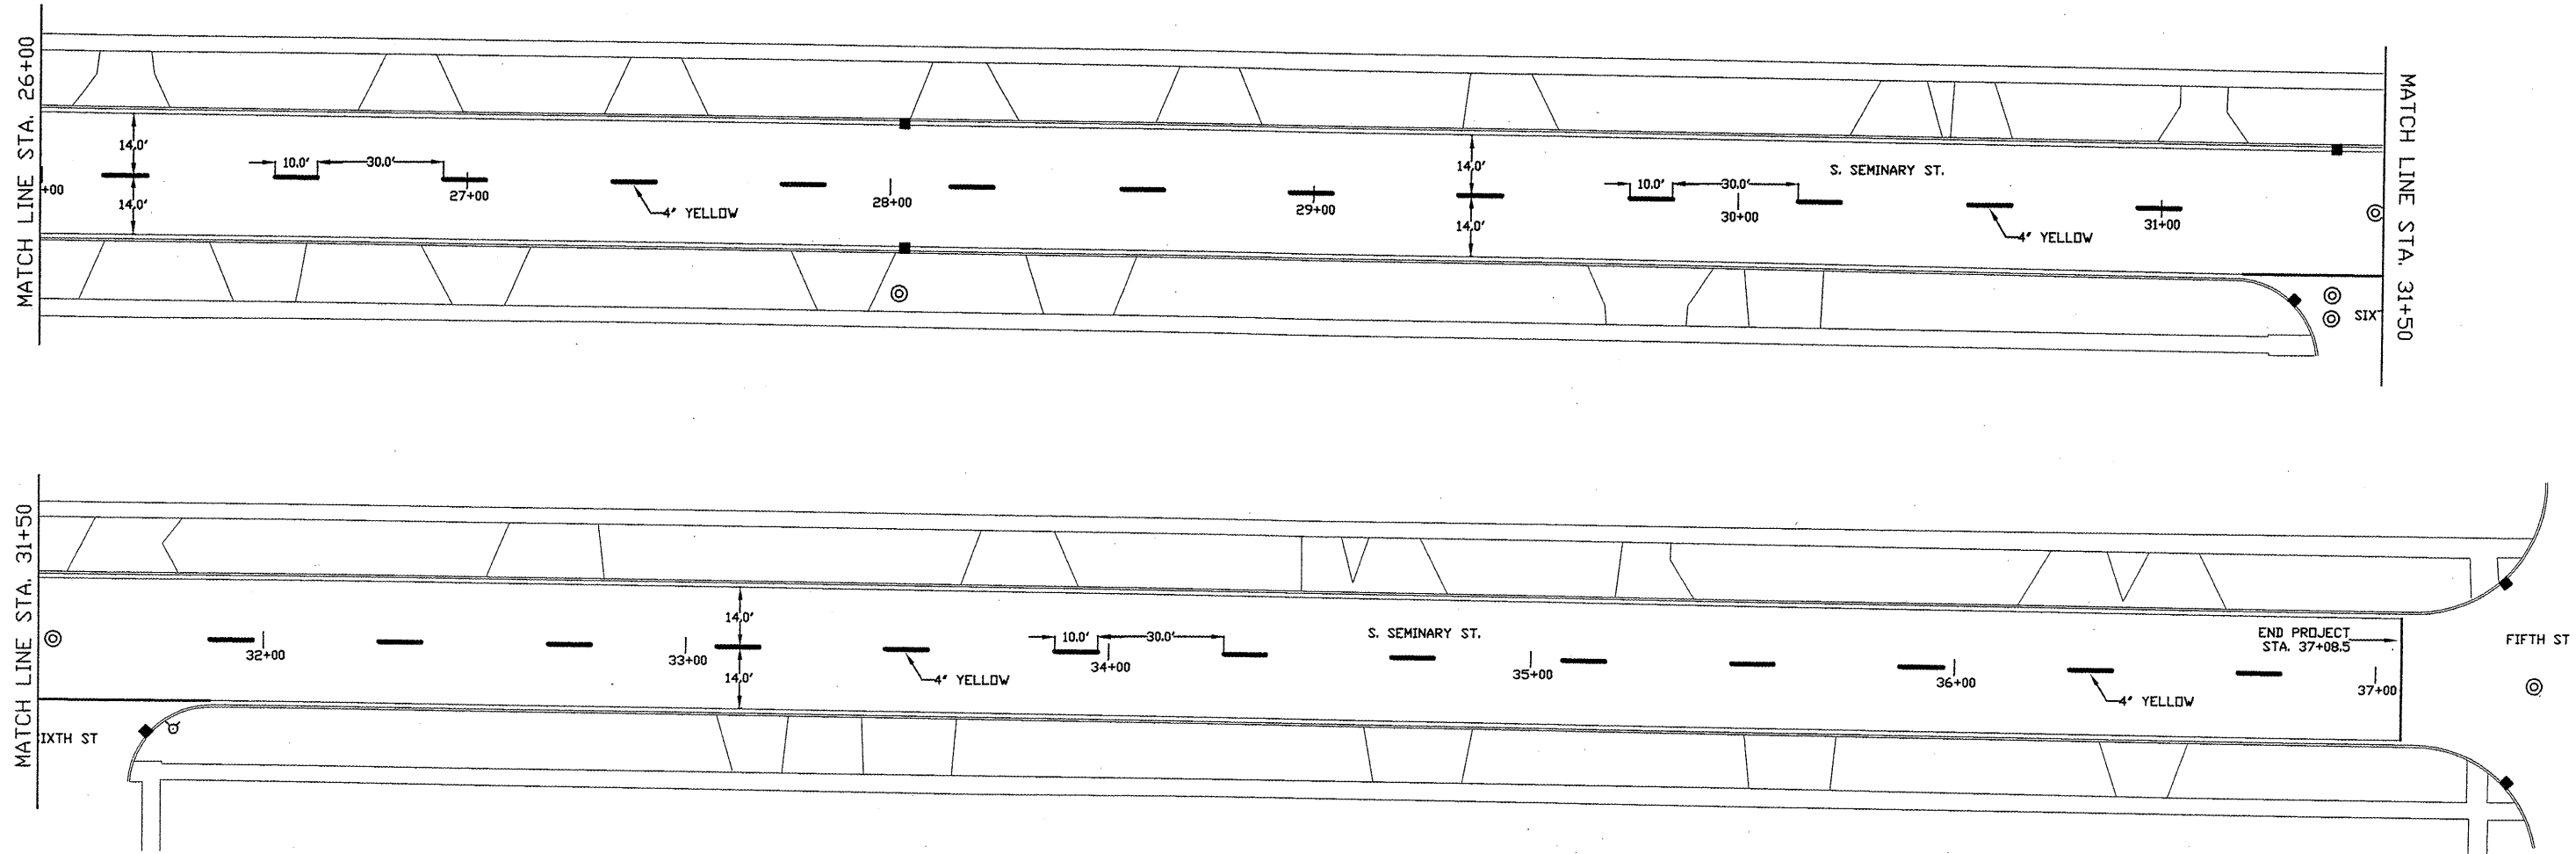 MATCH LINE STA. 26+00
+00
14.0'
14.0'
10.0'
30.0'
27+00
4" YELLOW
28+00
29+00
14.0'
14.0'
10.0'
30.0'
S. SEMINARY ST.
30+00
4" YELLOW
31+00
SIXT
MATCH LINE STA. 31+50
MATCH LINE STA. 31+50
IXTH ST
32+00
33+00
14.0'
14.0'
4" YELLOW
10.0'
30.0'
34+00
S. SEMINARY ST.
35+00
36+00
4" YELLOW
END PROJECT
STA. 37+08.5
37+00
FIFTH ST